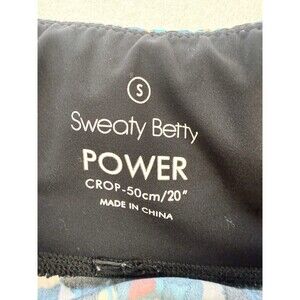 S
Sweaty Betty
POWER
CROP-50cm/20"
MADE IN CHINA